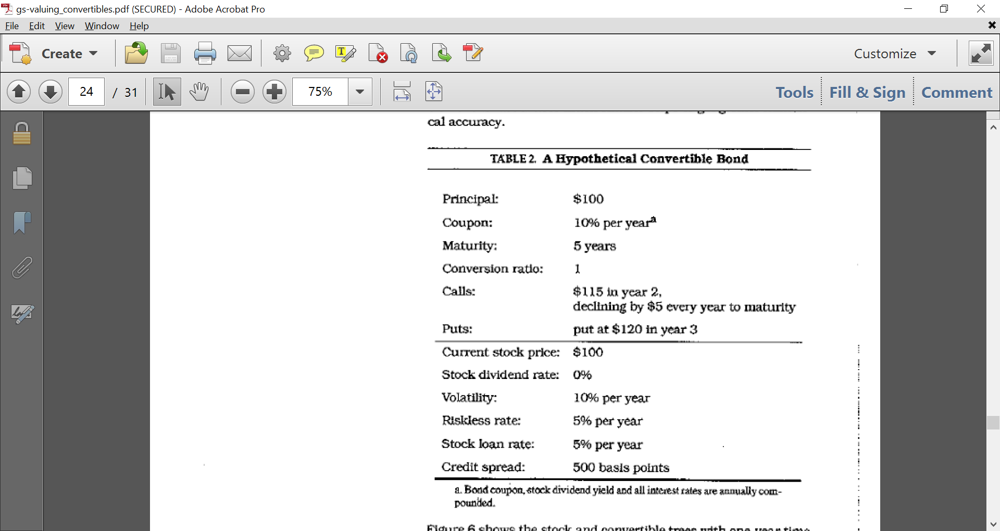 gs-valuing_convertibles.pdf (SECURED) - Adobe Acrobat Pro
File Edit View Window Help
Create Customize
24 / 31 75% Tools Fill & Sign Comment
cal accuracy.
TABLE 2. A Hypothetical Convertible Bond
Principal: $100
Coupon: 10% per yearᵃ
Maturity: 5 years
Conversion ratio: 1
Calls: $115 in year 2,
declining by $5 every year to maturity
Puts: put at $120 in year 3
Current stock price: $100
Stock dividend rate: 0%
Volatility: 10% per year
Riskless rate: 5% per year
Stock loan rate: 5% per year
Credit spread: 500 basis points
a. Bond coupon, stock dividend yield and all interest rates are annually com-
pounded.
Figure 6 shows the stock and convertible trees with one-year time